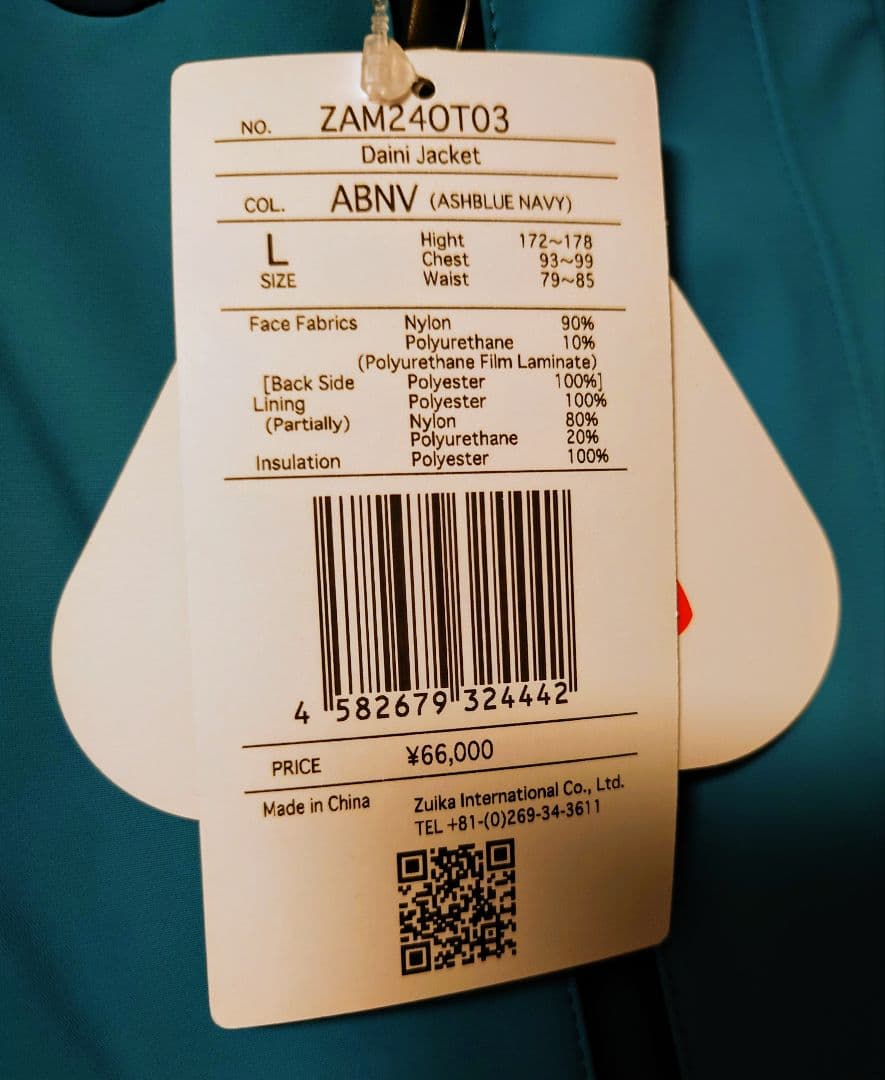 NO. ZAM24OT03
Daini Jacket
COL. ABNV (ASHBLUE NAVY)
L Hight 172~178
Chest 93~99
SIZE Waist 79~85
Face Fabrics Nylon 90%
Polyurethane 10%
(Polyurethane Film Laminate)
[Back Side Polyester 100%]
Lining Polyester 100%
(Partially) Nylon 80%
Polyurethane 20%
Insulation Polyester 100%
4 582679 324442
PRICE ¥66,000
Made in China Zuika International Co., Ltd.
TEL +81-(0)269-34-3611